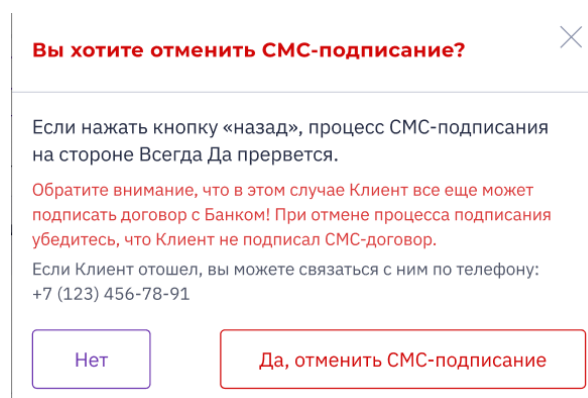 Вы хотите отменить СМС-подписание?
Если нажать кнопку «назад», процесс СМС-подписания
на стороне Всегда Да прервется.
Обратите внимание, что в этом случае Клиент все еще может
подписать договор с Банком! При отмене процесса подписания
убедитесь, что Клиент не подписал СМС-договор.
Если Клиент отошел, вы можете связаться с ним по телефону:
+7 (123) 456-78-91
Нет
Да, отменить СМС-подписание